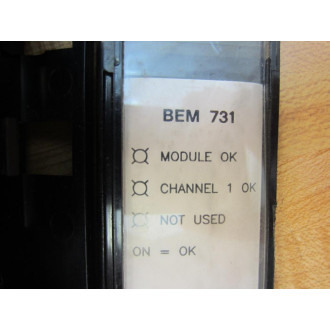 BEM 731
MODULE OK
CHANNEL 1 OK
NOT USED
ON = OK